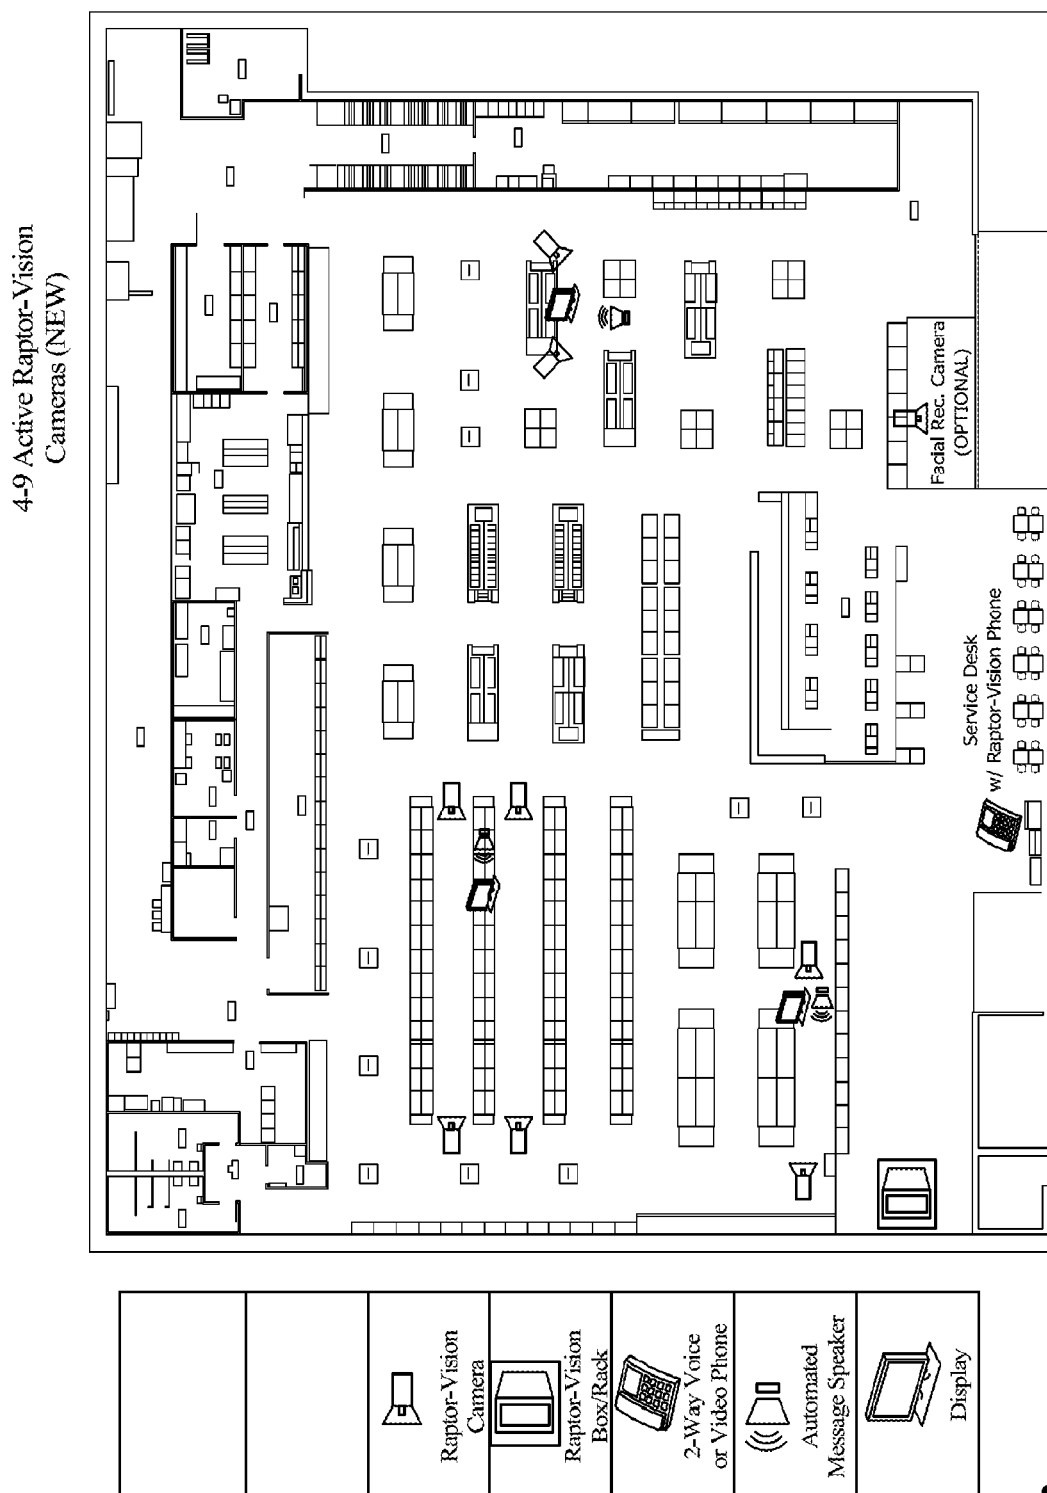 4-9 Active Raptor-Vision
Cameras (NEW)
Facial Rec. Camera
(OPTIONAL)
Service Desk
w/ Raptor-Vision Phone
Raptor-Vision
Camera
Raptor-Vision
Box/Rack
2-Way Voice
or Video Phone
Automated
Message Speaker
Display